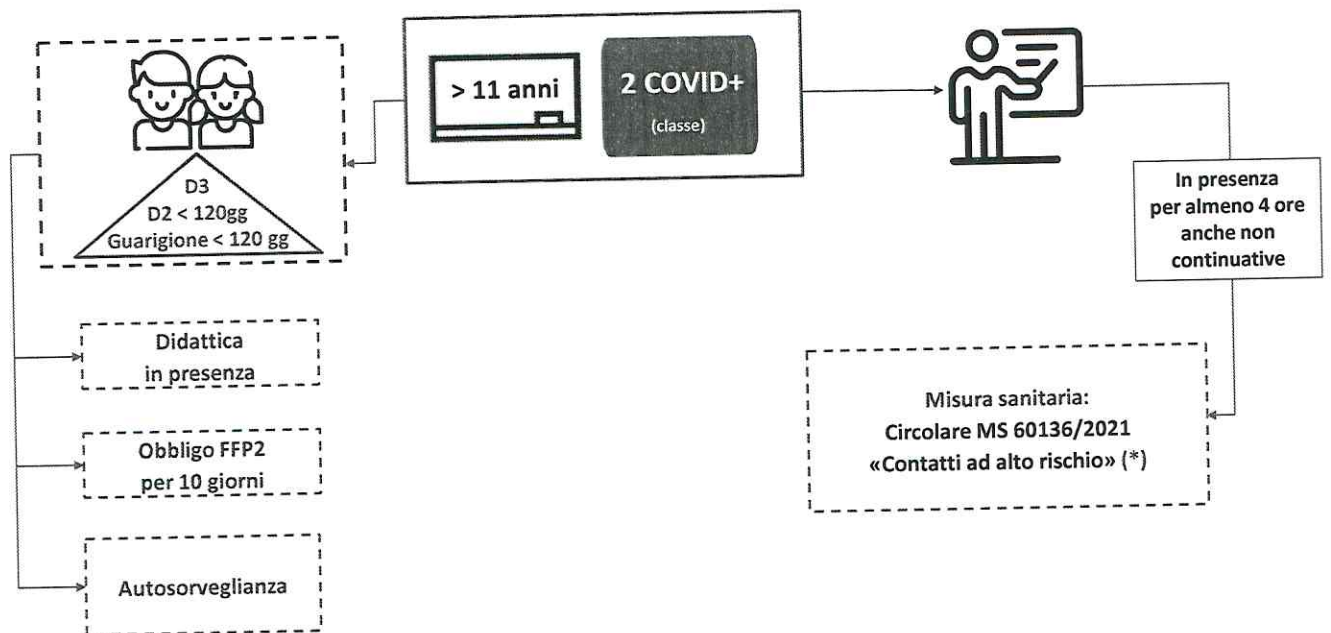 > 11 anni
2 COVID+
(classe)
D3
D2 < 120gg
Guarigione < 120 gg
Didattica
in presenza
Obbligo FFP2
per 10 giorni
Autosorveglianza
In presenza
per almeno 4 ore
anche non
continuative
Misura sanitaria:
Circolare MS 60136/2021
«Contatti ad alto rischio» (*)